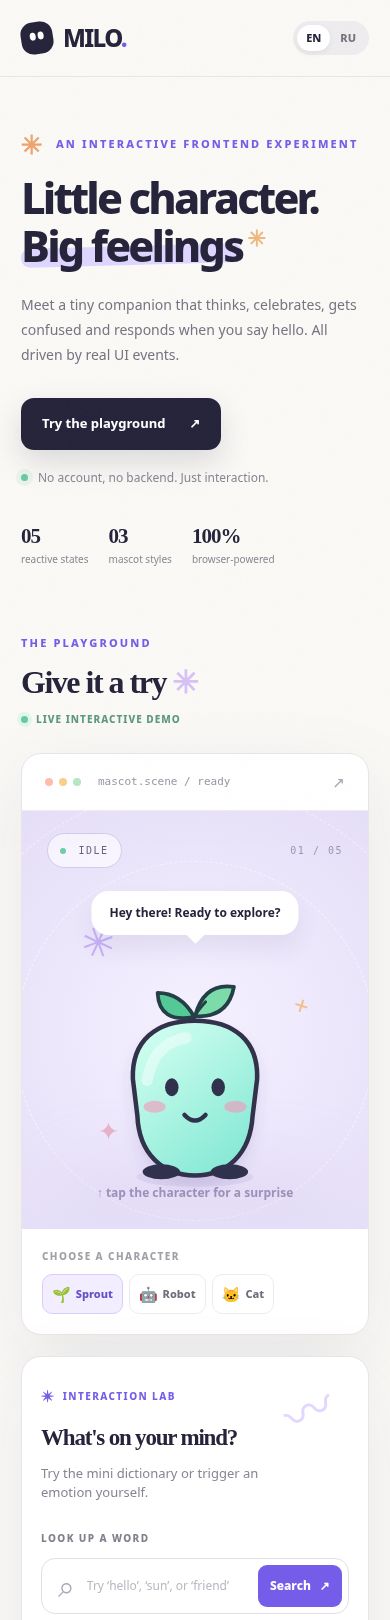 MILO.
EN RU
AN INTERACTIVE FRONTEND EXPERIMENT
Little character.
Big feelings
Meet a tiny companion that thinks, celebrates, gets
confused and responds when you say hello. All
driven by real UI events.
Try the playground ↗
No account, no backend. Just interaction.
05 03 100%
reactive states mascot styles browser-powered
THE PLAYGROUND
Give it a try
LIVE INTERACTIVE DEMO
mascot.scene / ready ↗
IDLE 01 / 05
Hey there! Ready to explore?
↑ tap the character for a surprise
CHOOSE A CHARACTER
Sprout Robot Cat
INTERACTION LAB
What's on your mind?
Try the mini dictionary or trigger an
emotion yourself.
LOOK UP A WORD
Try ‘hello’, ‘sun’, or ‘friend’ Search ↗